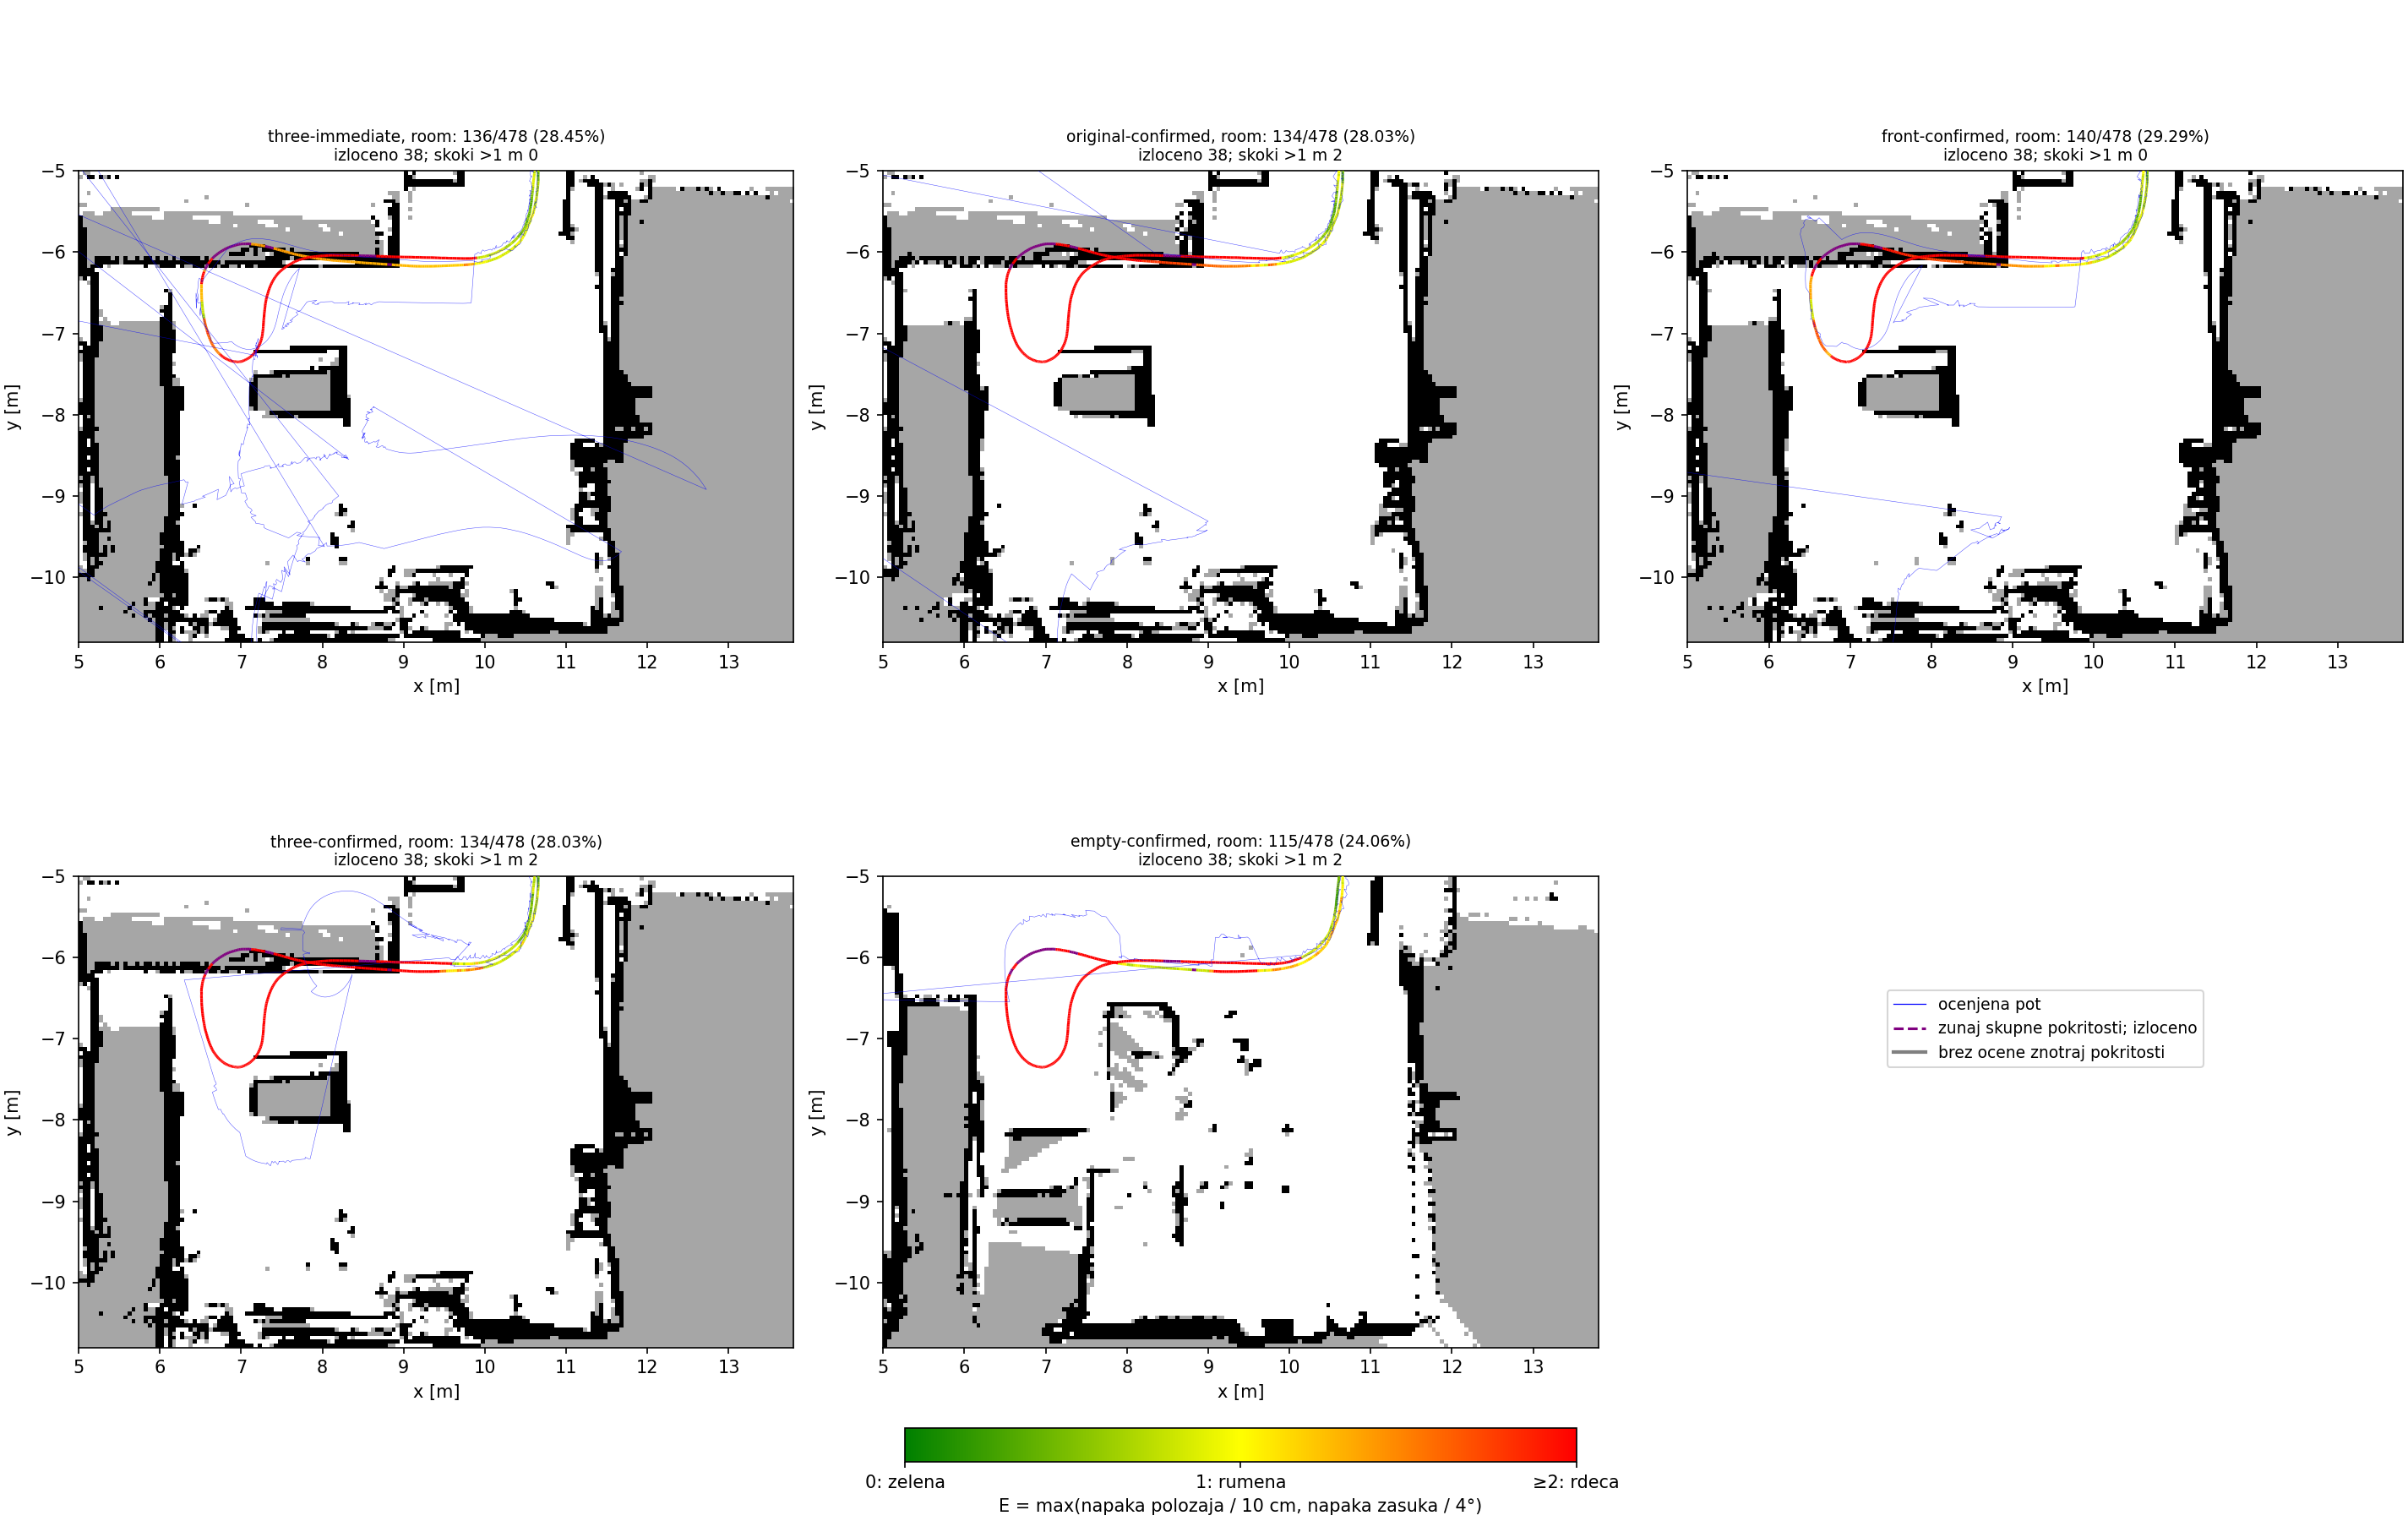 three-immediate, room: 136/478 (28.45%)
izloceno 38; skoki >1 m 0
−5
−6
−7
−8
−9
−10
y [m]
5 6 7 8 9 10 11 12 13
x [m]
original-confirmed, room: 134/478 (28.03%)
izloceno 38; skoki >1 m 2
−5
−6
−7
−8
−9
−10
y [m]
5 6 7 8 9 10 11 12 13
x [m]
front-confirmed, room: 140/478 (29.29%)
izloceno 38; skoki >1 m 0
−5
−6
−7
−8
−9
−10
y [m]
5 6 7 8 9 10 11 12 13
x [m]
three-confirmed, room: 134/478 (28.03%)
izloceno 38; skoki >1 m 2
−5
−6
−7
−8
−9
−10
y [m]
5 6 7 8 9 10 11 12 13
x [m]
empty-confirmed, room: 115/478 (24.06%)
izloceno 38; skoki >1 m 2
−5
−6
−7
−8
−9
−10
y [m]
5 6 7 8 9 10 11 12 13
x [m]
ocenjena pot
zunaj skupne pokritosti; izloceno
brez ocene znotraj pokritosti
0: zelena 1: rumena ≥2: rdeca
E = max(napaka polozaja / 10 cm, napaka zasuka / 4°)